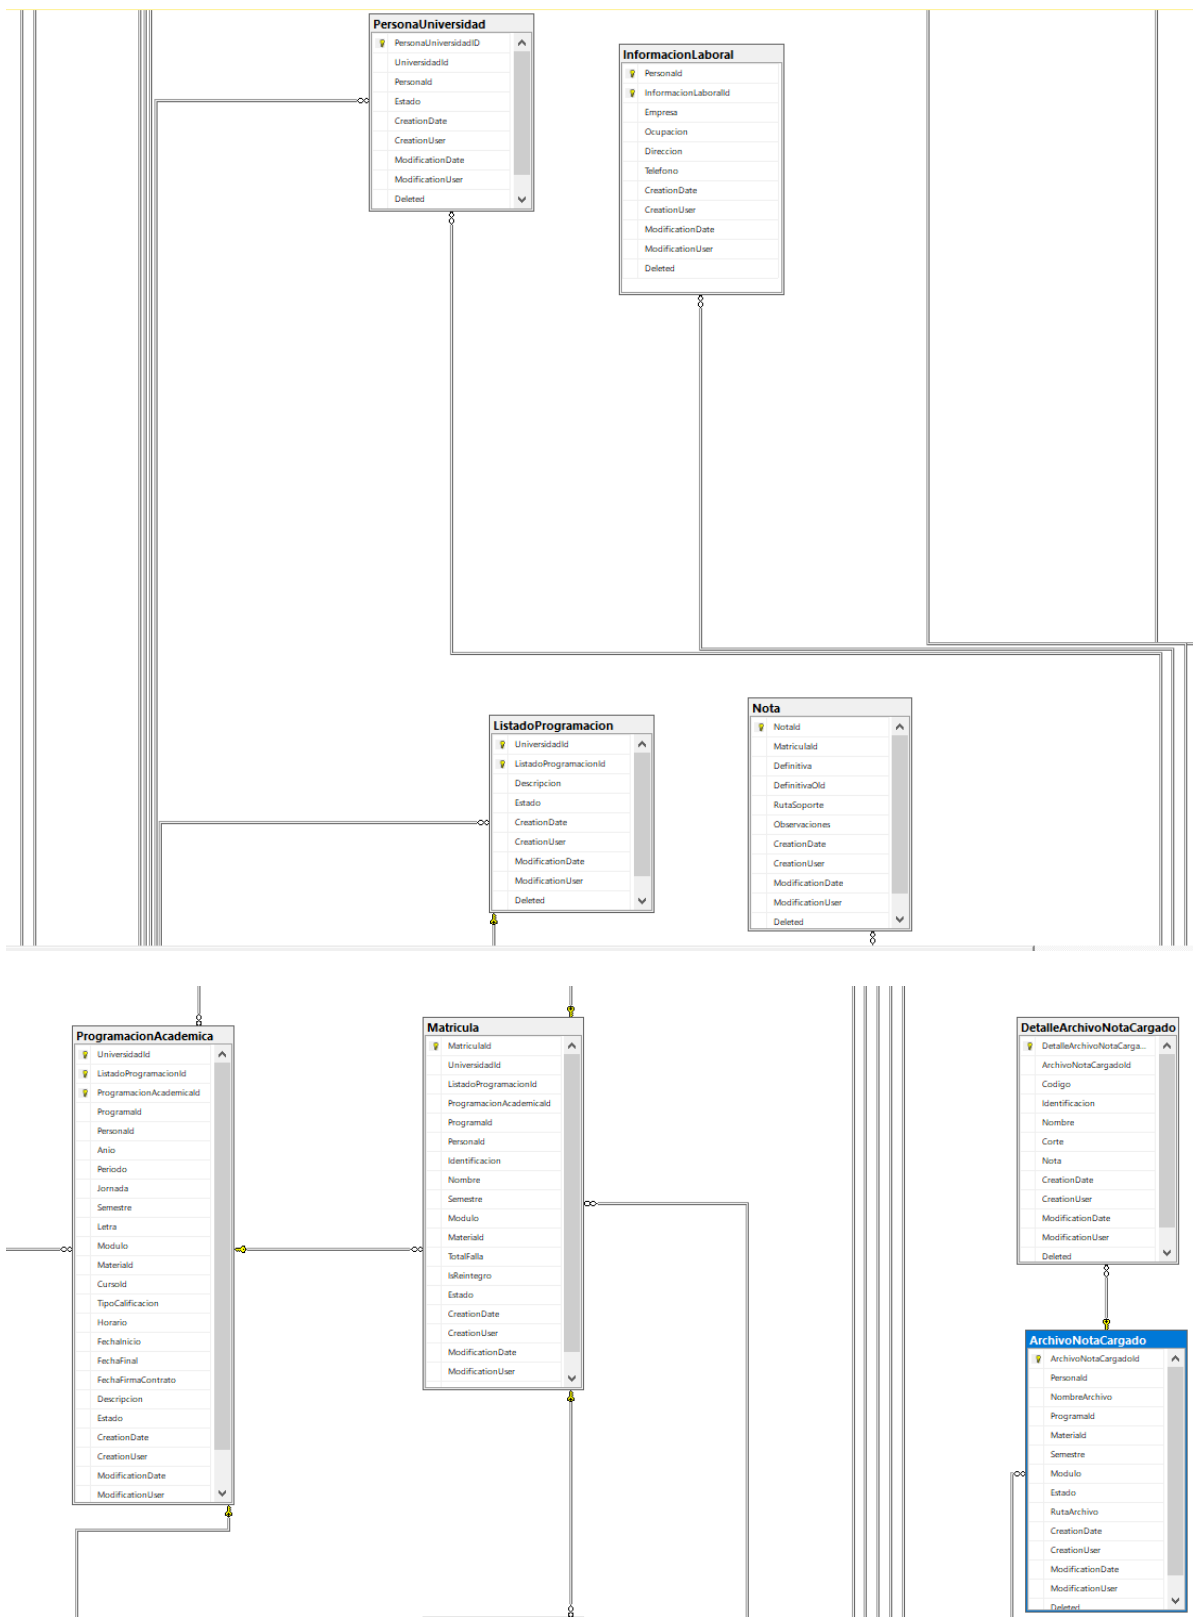 PersonaUniversidad
PersonaUniversidadID
UniversidadId
PersonaId
Estado
CreationDate
CreationUser
ModificationDate
ModificationUser
Deleted
InformacionLaboral
PersonaId
InformacionLaboralId
Empresa
Ocupacion
Direccion
Telefono
CreationDate
CreationUser
ModificationDate
ModificationUser
Deleted
ListadoProgramacion
UniversidadId
ListadoProgramacionId
Descripcion
Estado
CreationDate
CreationUser
ModificationDate
ModificationUser
Deleted
Nota
NotaId
MatriculaId
Definitiva
DefinitivaOld
RutaSoporte
Observaciones
CreationDate
CreationUser
ModificationDate
ModificationUser
Deleted
ProgramacionAcademica
UniversidadId
ListadoProgramacionId
ProgramacionAcademicaId
ProgramaId
PersonaId
Anio
Periodo
Jornada
Semestre
Letra
Modulo
MateriaId
CursoId
TipoCalificacion
Horario
FechaInicio
FechaFinal
FechaFirmaContrato
Descripcion
Estado
CreationDate
CreationUser
ModificationDate
ModificationUser
Matricula
MatriculaId
UniversidadId
ListadoProgramacionId
ProgramacionAcademicaId
ProgramaId
PersonaId
Identificacion
Nombre
Semestre
Modulo
MateriaId
TotalFalla
IsReintegro
Estado
CreationDate
CreationUser
ModificationDate
ModificationUser
DetalleArchivoNotaCargado
DetalleArchivoNotaCarga...
ArchivoNotaCargadoId
Codigo
Identificacion
Nombre
Corte
Nota
CreationDate
CreationUser
ModificationDate
ModificationUser
Deleted
ArchivoNotaCargado
ArchivoNotaCargadoId
PersonaId
NombreArchivo
ProgramaId
MateriaId
Semestre
Modulo
Estado
RutaArchivo
CreationDate
CreationUser
ModificationDate
ModificationUser
Deleted